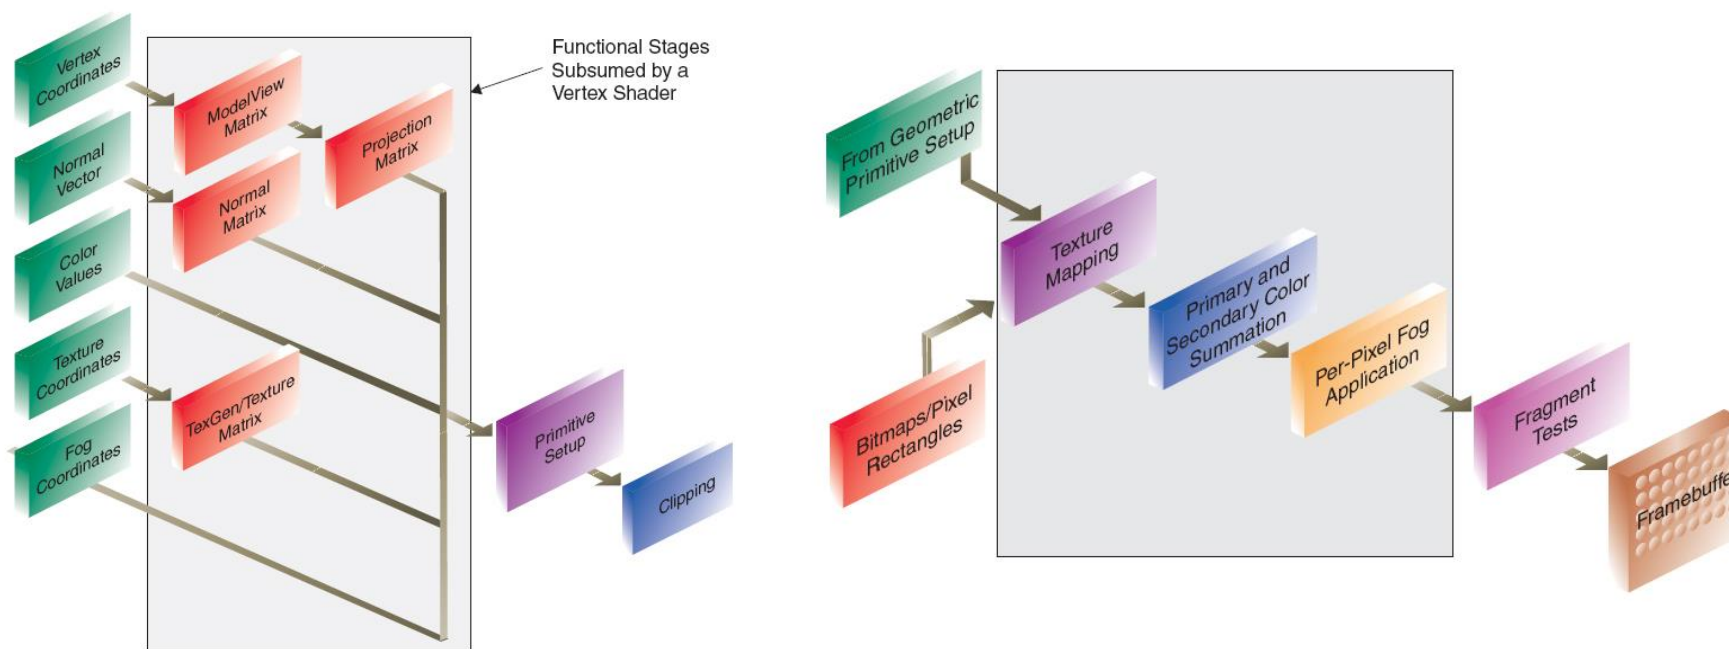 Vertex
Coordinates
Normal
Vector
Color
Values
Texture
Coordinates
Fog
Coordinates
ModelView
Matrix
Normal
Matrix
TexGen/Texture
Matrix
Projection
Matrix
Functional Stages
Subsumed by a
Vertex Shader
Primitive
Setup
Clipping
From Geometric
Primitive Setup
Bitmaps/Pixel
Rectangles
Texture
Mapping
Primary and
Secondary Color
Summation
Per-Pixel Fog
Application
Fragment
Tests
Framebuffe